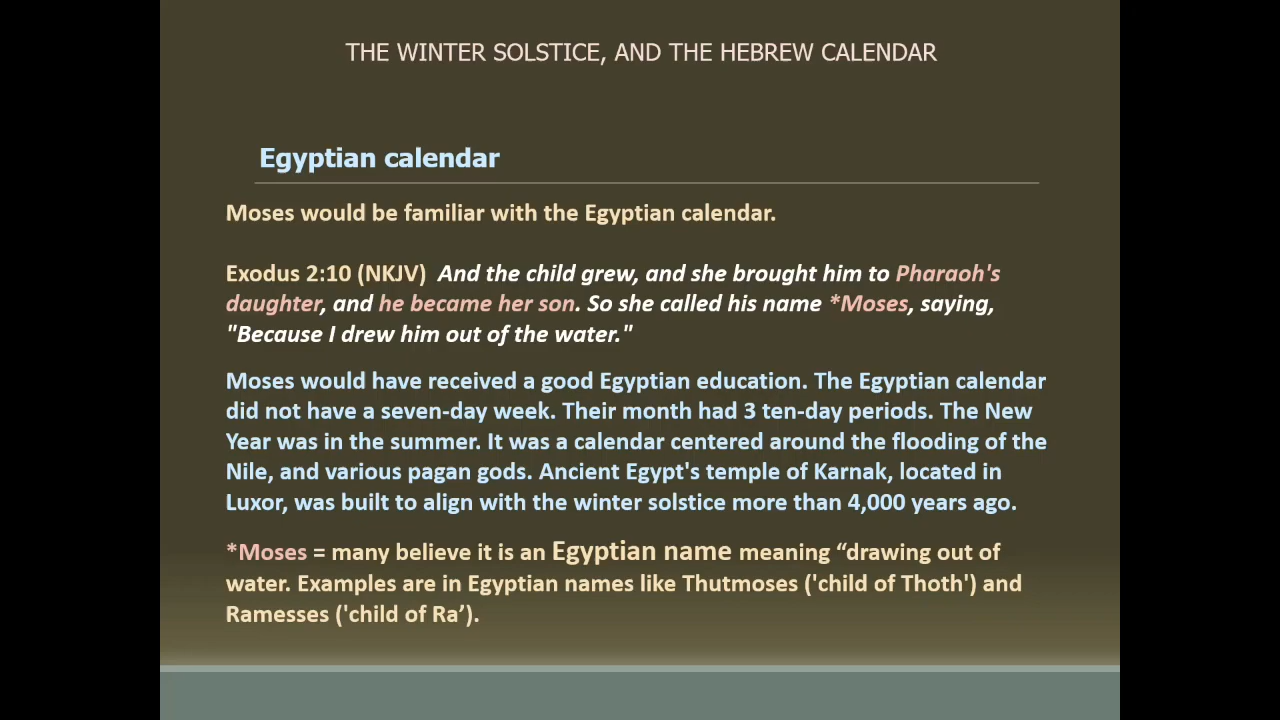 THE WINTER SOLSTICE, AND THE HEBREW CALENDAR
Egyptian calendar
Moses would be familiar with the Egyptian calendar.
Exodus 2:10 (NKJV)  And the child grew, and she brought him to Pharaoh's
daughter, and he became her son. So she called his name *Moses, saying,
"Because I drew him out of the water."
Moses would have received a good Egyptian education. The Egyptian calendar
did not have a seven-day week. Their month had 3 ten-day periods. The New
Year was in the summer. It was a calendar centered around the flooding of the
Nile, and various pagan gods. Ancient Egypt's temple of Karnak, located in
Luxor, was built to align with the winter solstice more than 4,000 years ago.
*Moses = many believe it is an Egyptian name meaning “drawing out of
water. Examples are in Egyptian names like Thutmoses ('child of Thoth') and
Ramesses ('child of Ra’).